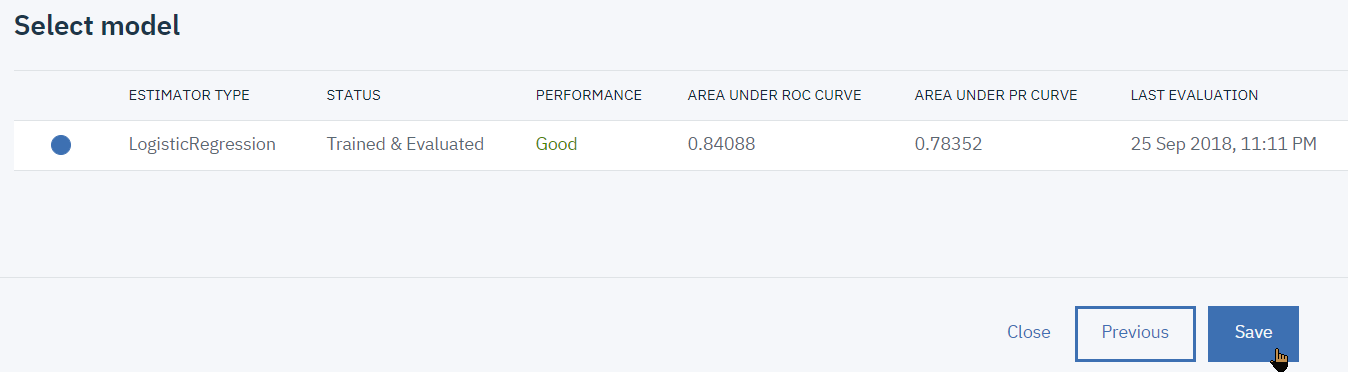 Select model
ESTIMATOR TYPE STATUS PERFORMANCE AREA UNDER ROC CURVE AREA UNDER PR CURVE LAST EVALUATION
LogisticRegression Trained & Evaluated Good 0.84088 0.78352 25 Sep 2018, 11:11 PM
Close Previous Save